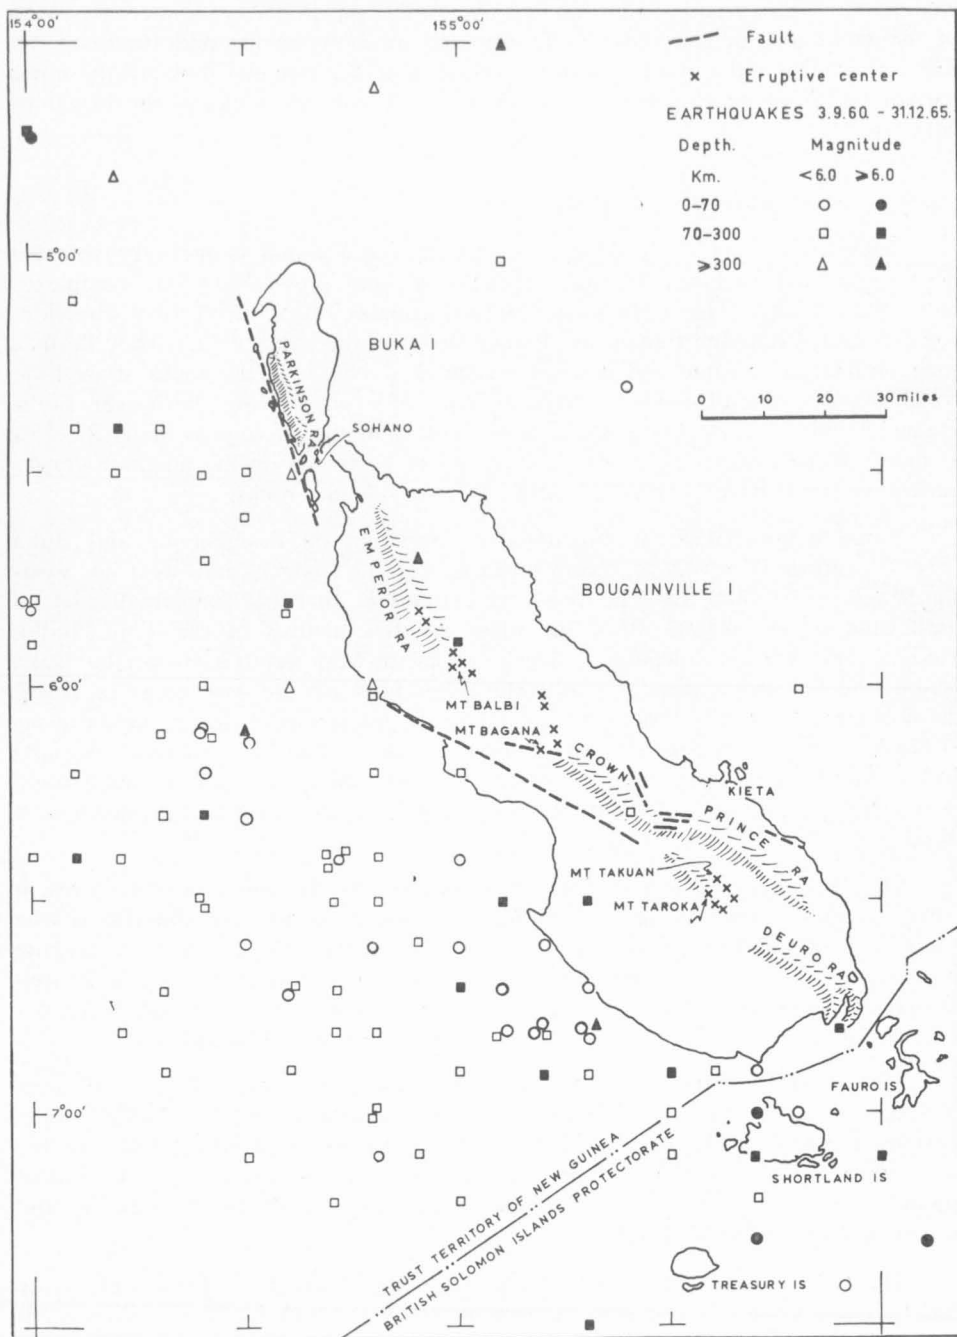 154°00'
155°00'
Fault
Eruptive center
EARTHQUAKES 3.9.60. - 31.12.65.
Depth. Magnitude
Km. <6.0 ⩾6.0
0-70
70-300
⩾300
5°00'
BUKA I
PARKINSON RA
0 10 20 30 miles
SOHANO
EMPEROR RA
BOUGAINVILLE I
6°00'
MT BALBI
MT BAGANA
CROWN PRINCE RA
KIETA
MT TAKUAN
MT TAROKA
DEURO RA
FAURO IS
7°00'
SHORTLAND IS
TRUST TERRITORY OF NEW GUINEA
BRITISH SOLOMON ISLANDS PROTECTORATE
TREASURY IS